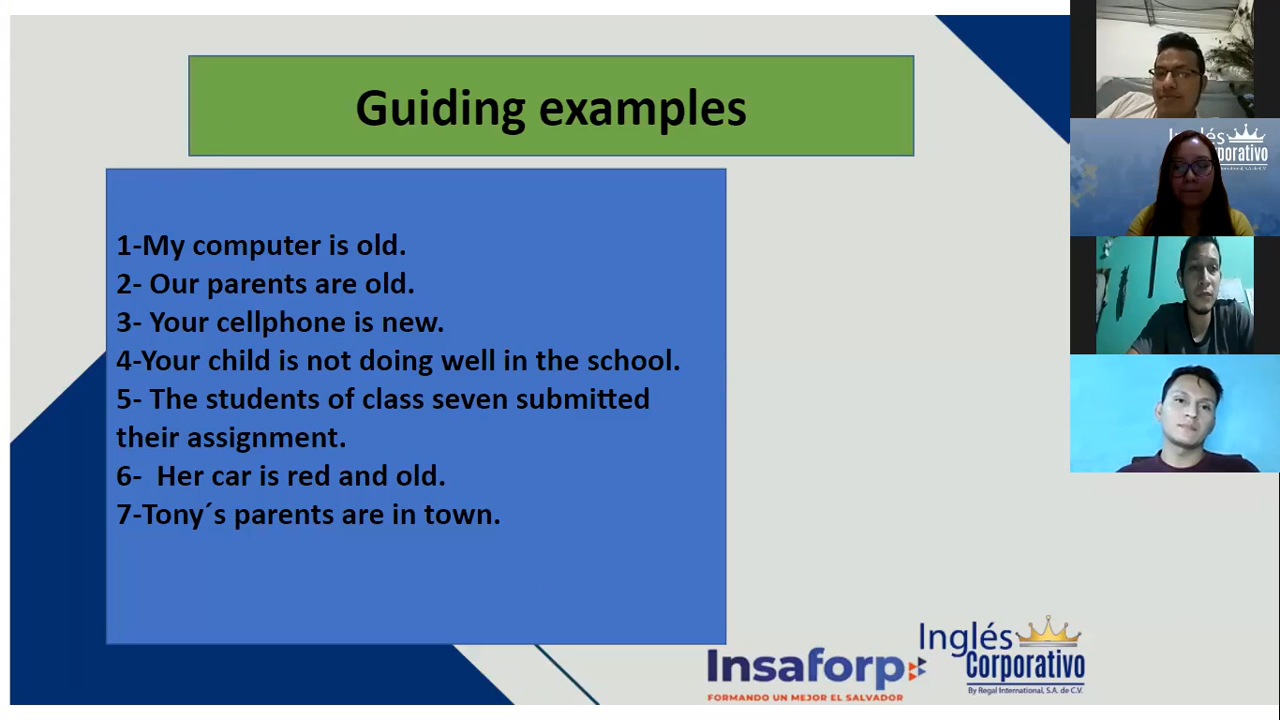 Guiding examples
1-My computer is old.
2- Our parents are old.
3- Your cellphone is new.
4-Your child is not doing well in the school.
5- The students of class seven submitted
their assignment.
6-  Her car is red and old.
7-Tony´s parents are in town.
Insaforp
FORMANDO UN MEJOR EL SALVADOR
Inglés
Corporativo
By Regal International, S.A. de C.V.
Inglés
porativo